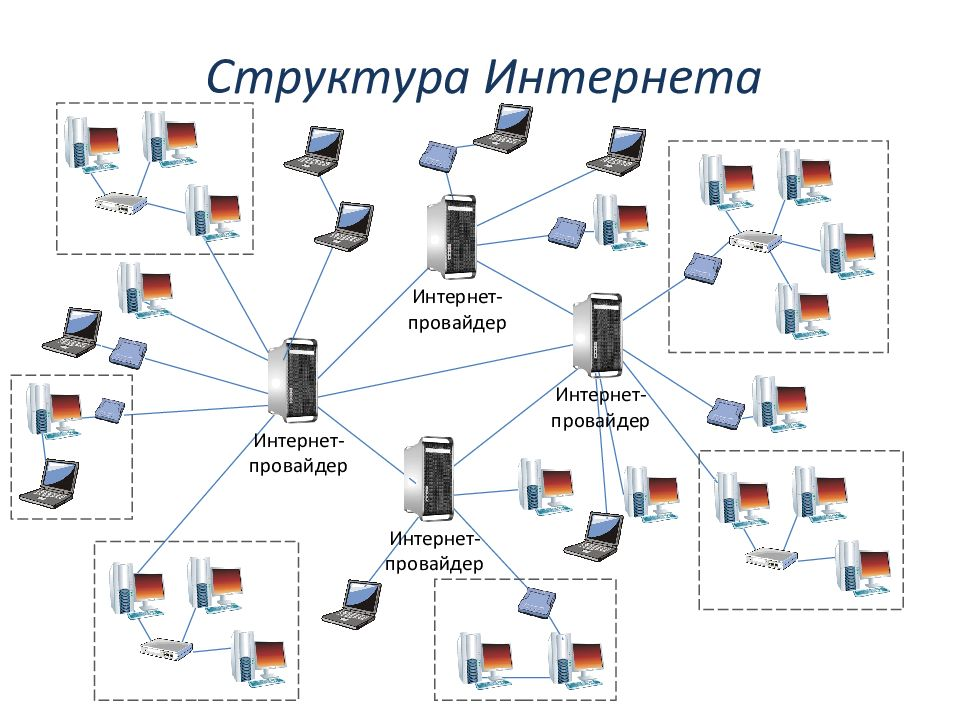 Структура Интернета
Интернет-
провайдер
Интернет-
провайдер
Интернет-
провайдер
Интернет-
провайдер